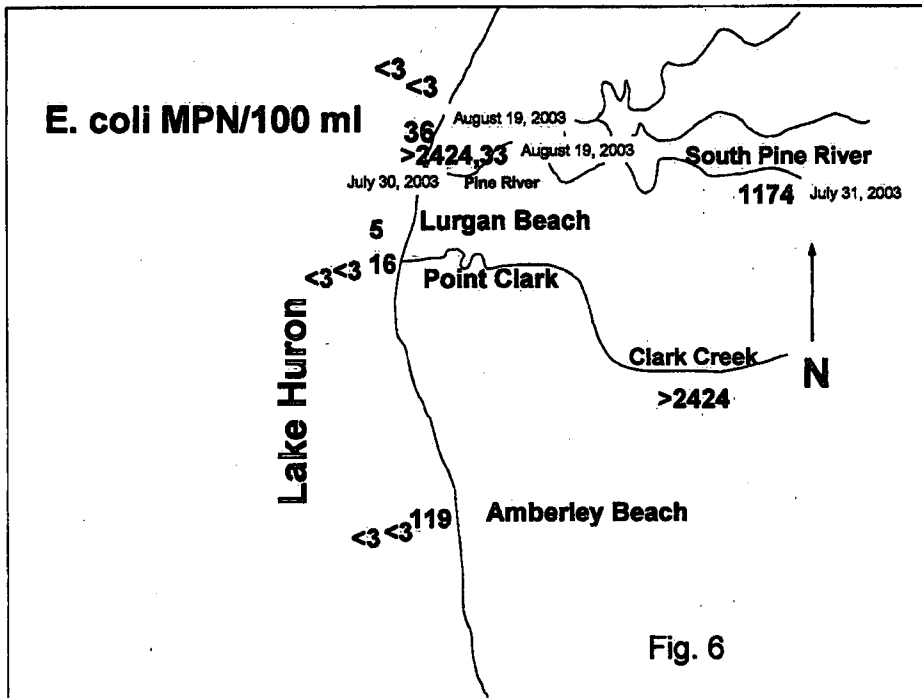 <3
<3
E. coli MPN/100 ml
36
August 19, 2003
>2424,33
August 19, 2003
South Pine River
July 30, 2003
Pine River
1174
July 31, 2003
5
Lurgan Beach
<3
<3
16
Point Clark
Lake Huron
Clark Creek
N
>2424
<3
<3
119
Amberley Beach
Fig. 6